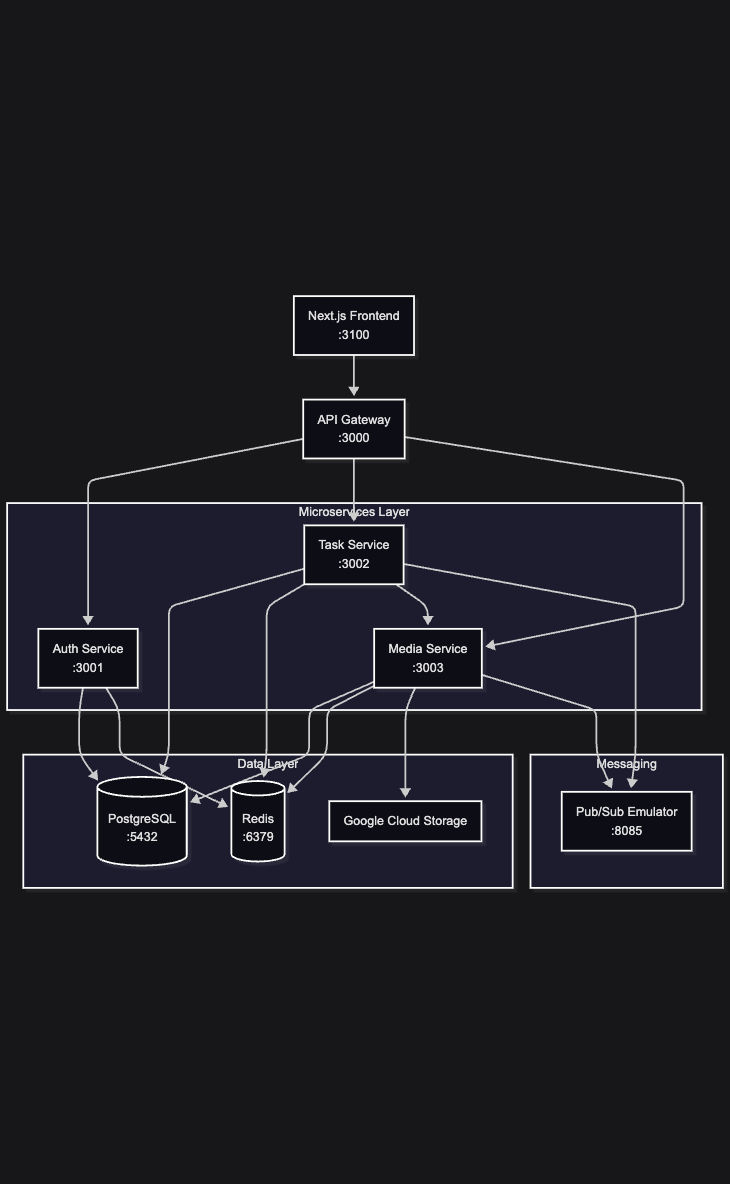 Next.js Frontend
:3100
API Gateway
:3000
Microservices Layer
Task Service
:3002
Auth Service
:3001
Media Service
:3003
Data Layer
PostgreSQL
:5432
Redis
:6379
Google Cloud Storage
Messaging
Pub/Sub Emulator
:8085